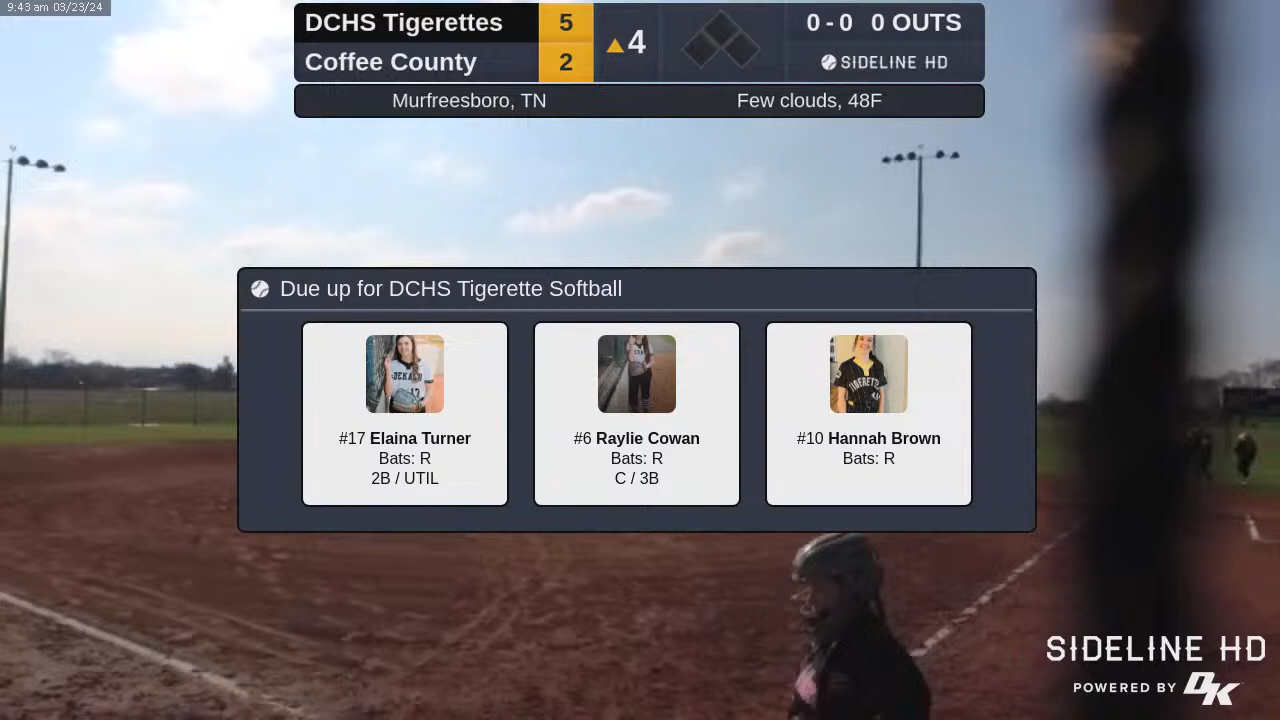 9:43 am 03/23/24
DCHS Tigerettes 5
Coffee County 2
4
0 - 0 0 OUTS
SIDELINE HD
Murfreesboro, TN Few clouds, 48F
Due up for DCHS Tigerette Softball
#17 Elaina Turner
Bats: R
2B / UTIL
#6 Raylie Cowan
Bats: R
C / 3B
#10 Hannah Brown
Bats: R
SIDELINE HD
POWERED BY DK